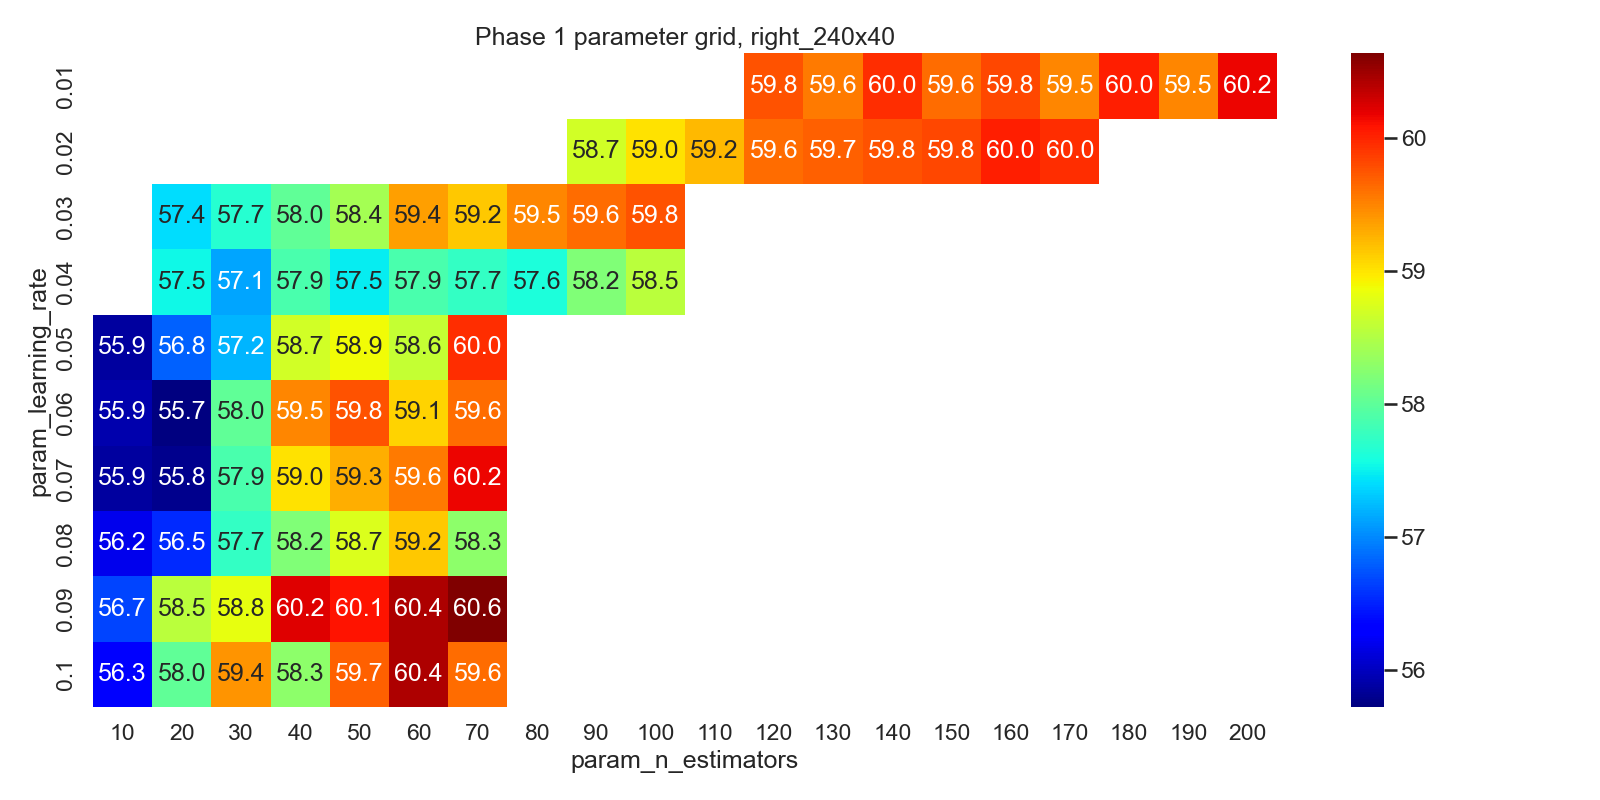 Phase 1 parameter grid, right_240x40
param_learning_rate
0.01 59.8 59.6 60.0 59.6 59.8 59.5 60.0 59.5 60.2
0.02 58.7 59.0 59.2 59.6 59.7 59.8 59.8 60.0 60.0
0.03 57.4 57.7 58.0 58.4 59.4 59.2 59.5 59.6 59.8
0.04 57.5 57.1 57.9 57.5 57.9 57.7 57.6 58.2 58.5
0.05 55.9 56.8 57.2 58.7 58.9 58.6 60.0
0.06 55.9 55.7 58.0 59.5 59.8 59.1 59.6
0.07 55.9 55.8 57.9 59.0 59.3 59.6 60.2
0.08 56.2 56.5 57.7 58.2 58.7 59.2 58.3
0.09 56.7 58.5 58.8 60.2 60.1 60.4 60.6
0.1 56.3 58.0 59.4 58.3 59.7 60.4 59.6
10 20 30 40 50 60 70 80 90 100 110 120 130 140 150 160 170 180 190 200
param_n_estimators
60
59
58
57
56